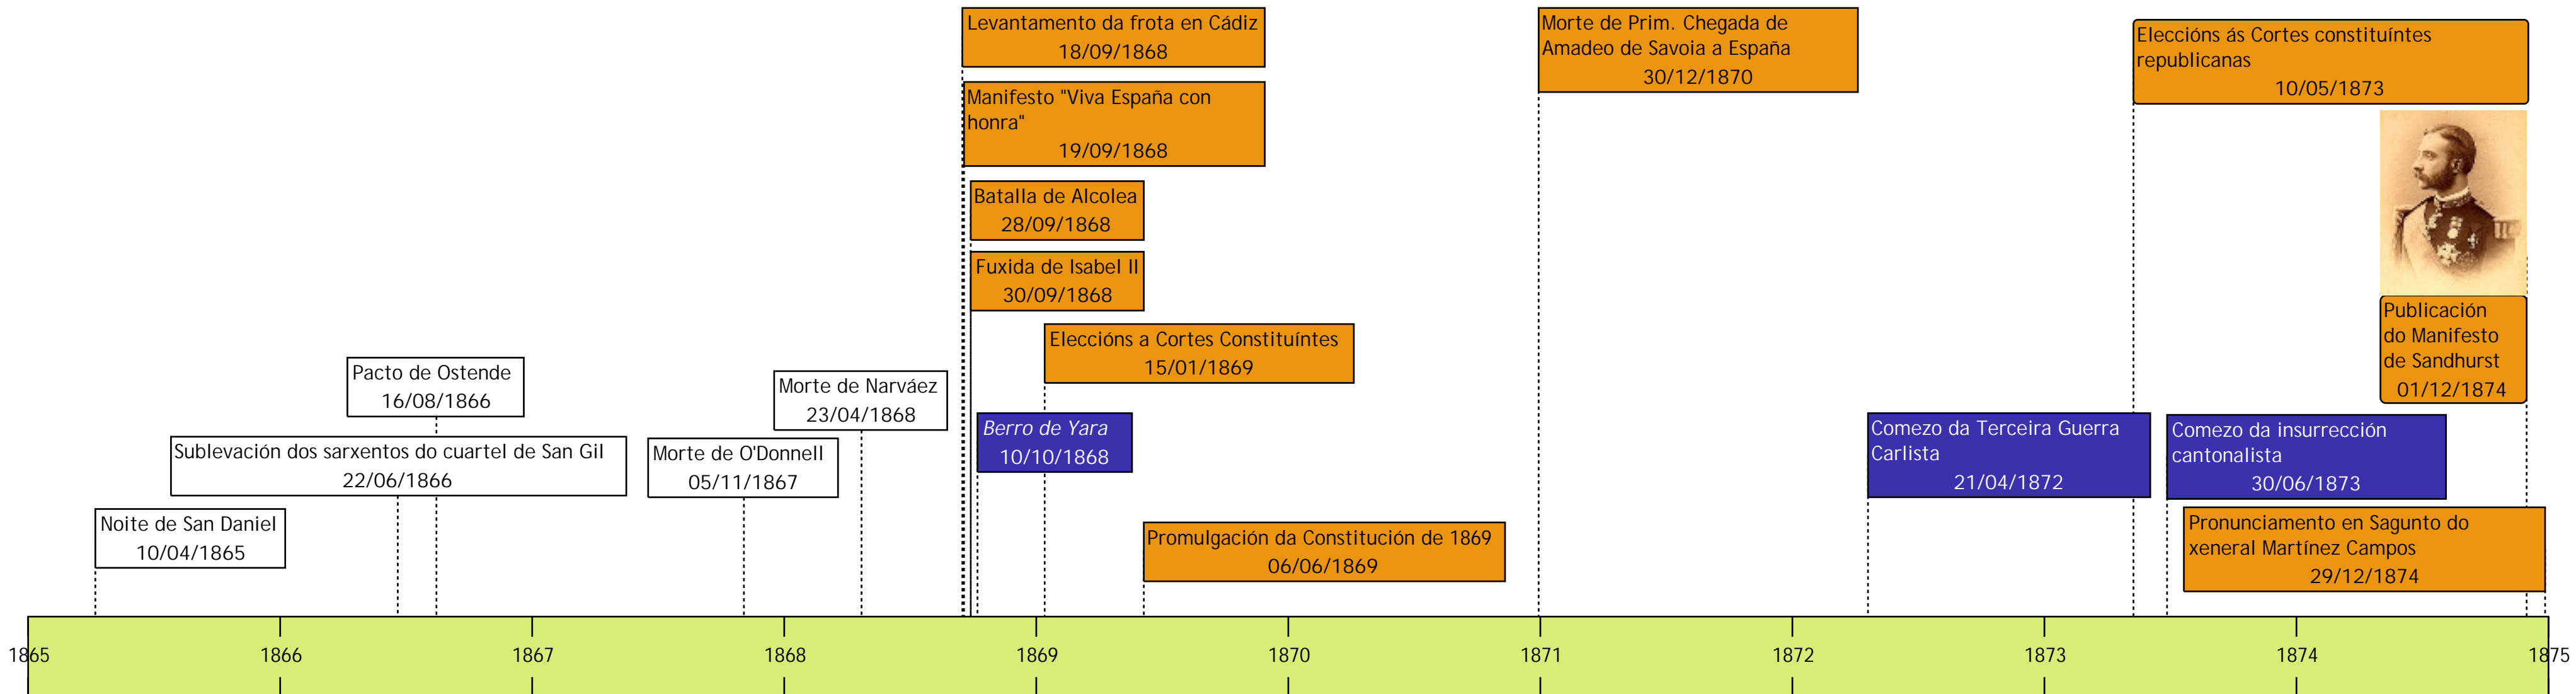 Levantamento da frota en Cádiz
18/09/1868
Manifesto "Viva España con
honra"
19/09/1868
Batalla de Alcolea
28/09/1868
Fuxida de Isabel II
30/09/1868
Eleccións a Cortes Constituíntes
15/01/1869
Morte de Prim. Chegada de
Amadeo de Savoia a España
30/12/1870
Eleccións ás Cortes constituíntes
republicanas
10/05/1873
Publicación
do Manifesto
de Sandhurst
01/12/1874
Pacto de Ostende
16/08/1866
Morte de Narváez
23/04/1868
Sublevación dos sarxentos do cuartel de San Gil
22/06/1866
Morte de O'Donnell
05/11/1867
Berro de Yara
10/10/1868
Comezo da Terceira Guerra
Carlista
21/04/1872
Comezo da insurrección
cantonalista
30/06/1873
Noite de San Daniel
10/04/1865
Promulgación da Constitución de 1869
06/06/1869
Pronunciamento en Sagunto do
xeneral Martínez Campos
29/12/1874
1865 1866 1867 1868 1869 1870 1871 1872 1873 1874 1875